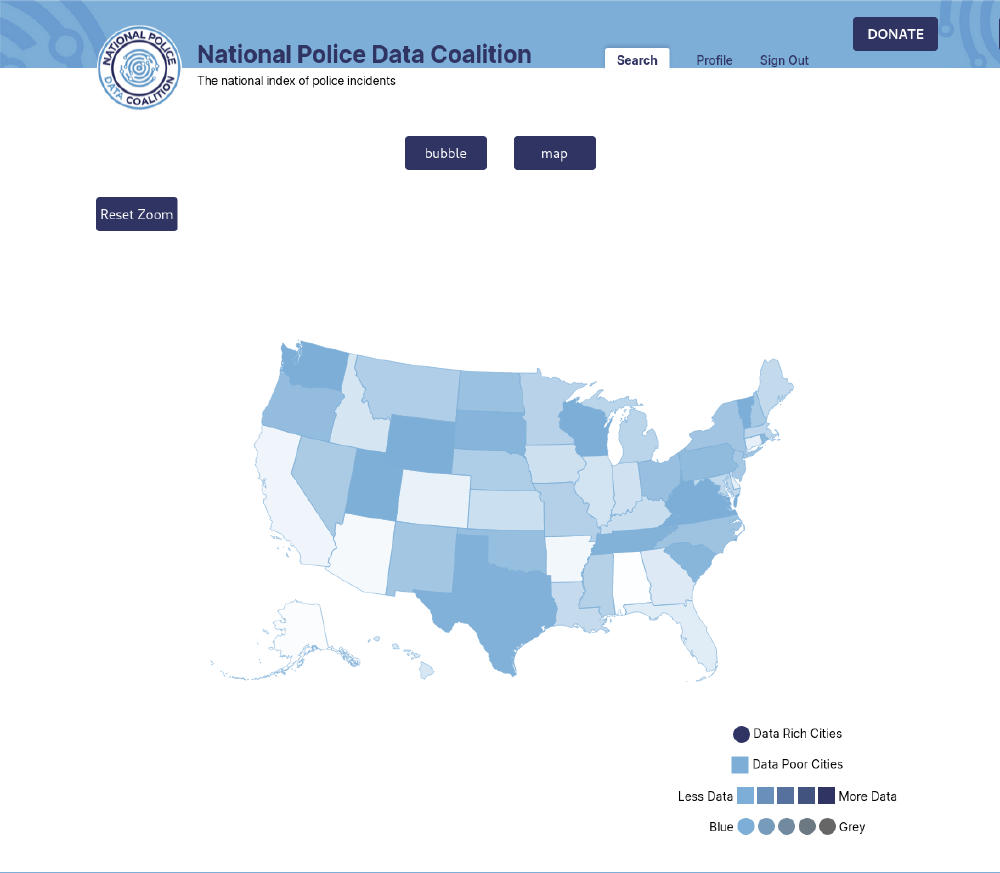 DONATE
NATIONAL POLICE
DATA COALITION
National Police Data Coalition
Search
Profile
Sign Out
The national index of police incidents
bubble
map
Reset Zoom
Data Rich Cities
Data Poor Cities
Less Data
More Data
Blue
Grey